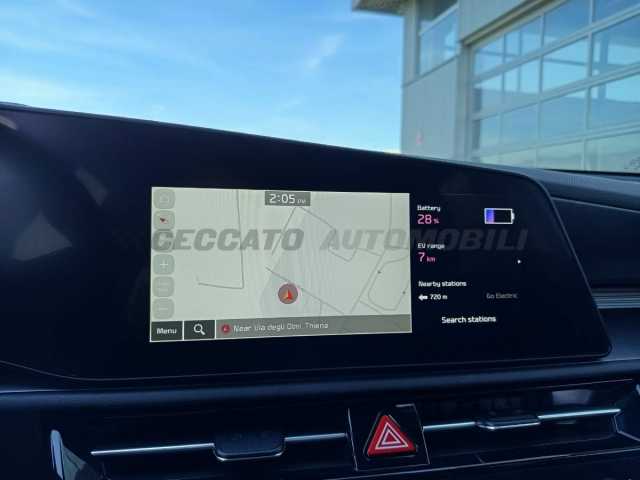 2:05 PM
CECCATO AUTOMOBILI
Menu
Near Via degli Olmi, Thiene
Battery
28 %
EV range
7 km
Nearby stations
720 m Go Electric
Search stations